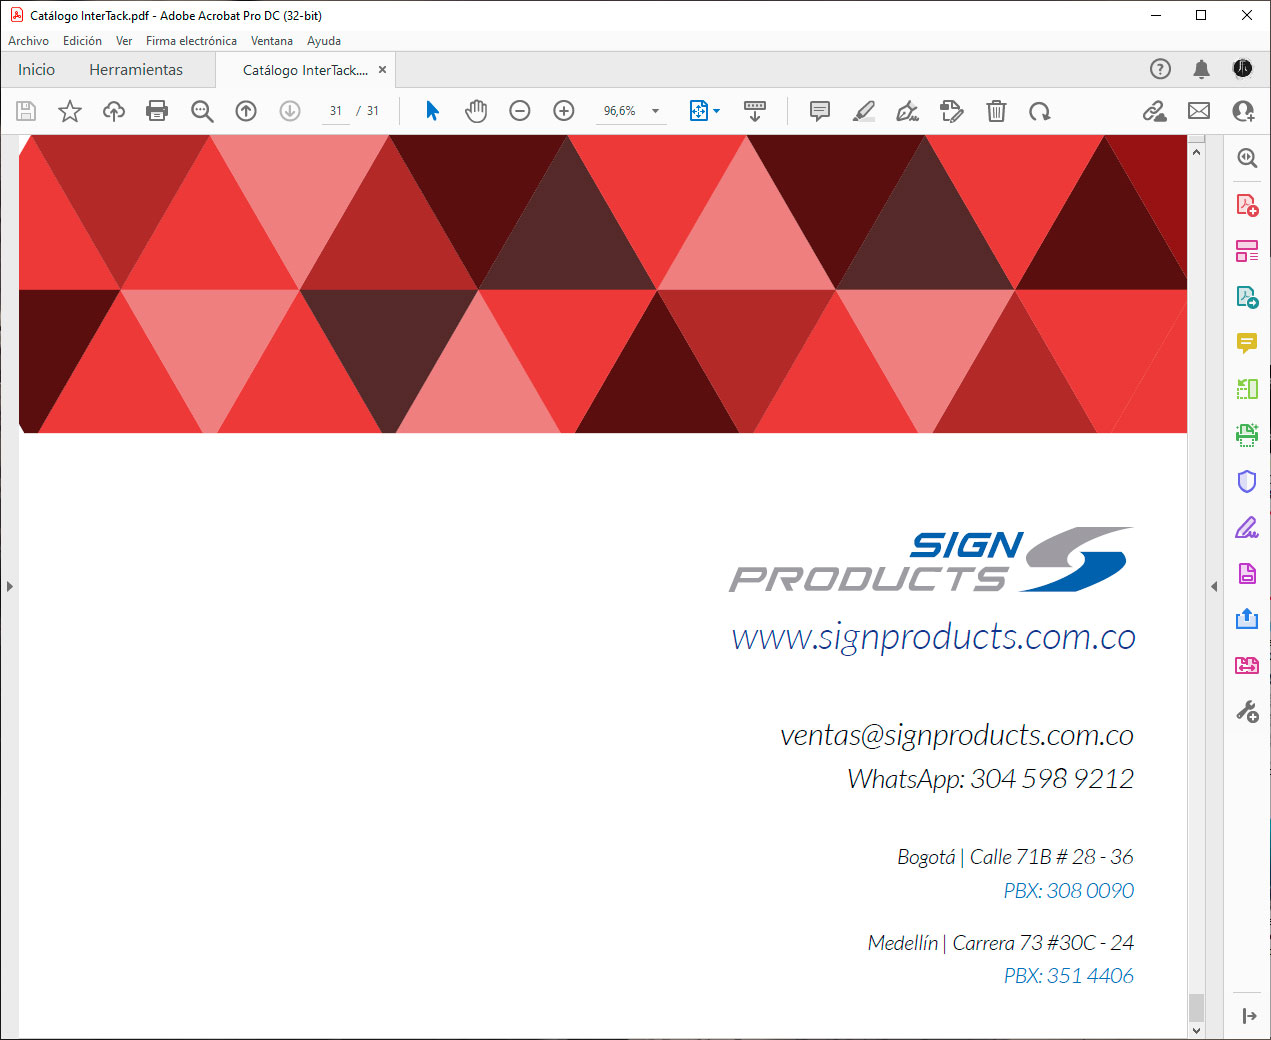 Catálogo InterTack.pdf - Adobe Acrobat Pro DC (32-bit)
Archivo Edición Ver Firma electrónica Ventana Ayuda
Inicio Herramientas Catálogo InterTack.... ×
31 / 31 96,6%
SIGN
PRODUCTS
www.signproducts.com.co
ventas@signproducts.com.co
WhatsApp: 304 598 9212
Bogotá | Calle 71B # 28 - 36
PBX: 308 0090
Medellín | Carrera 73 #30C - 24
PBX: 351 4406